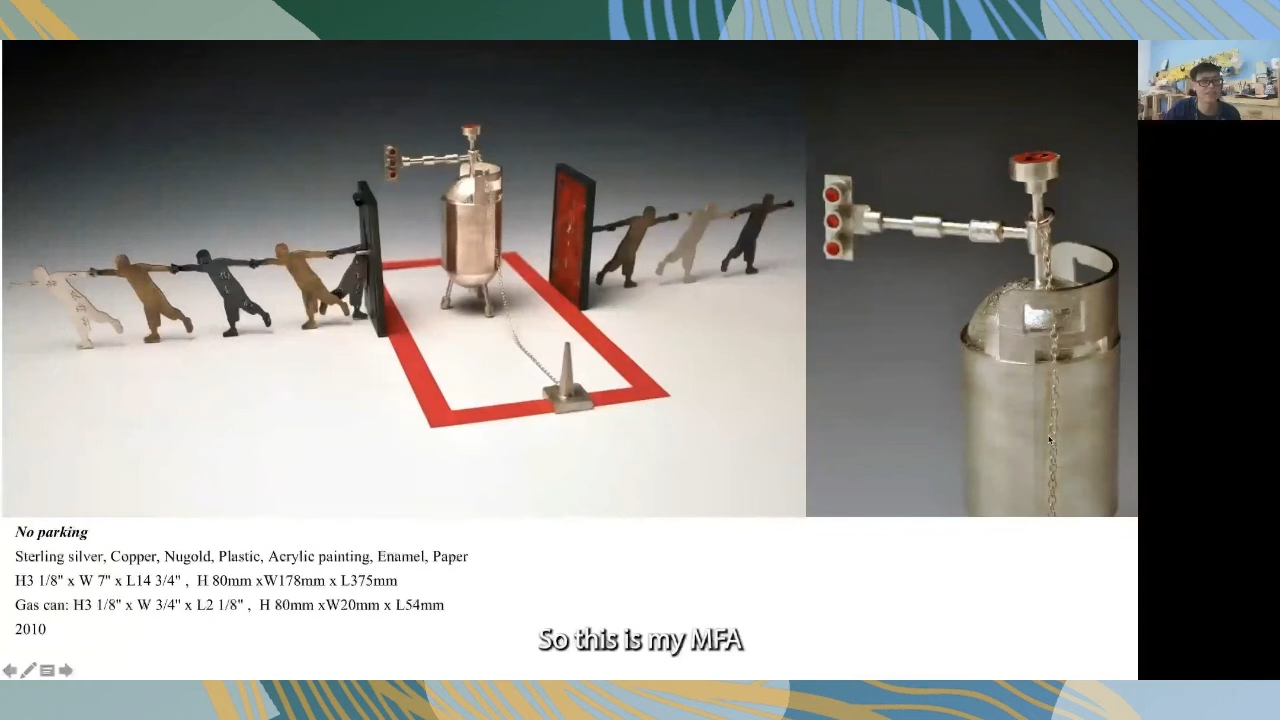 No parking
Sterling silver, Copper, Nugold, Plastic, Acrylic painting, Enamel, Paper
H3 1/8" x W 7" x L14 3/4" , H 80mm xW178mm x L375mm
Gas can: H3 1/8" x W 3/4" x L2 1/8" , H 80mm xW20mm x L54mm
2010
So this is my MFA